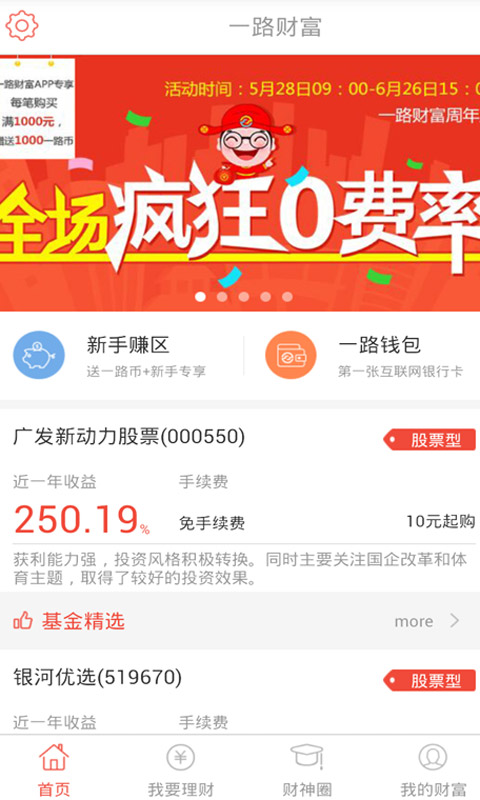 一路财富
一路财富APP专享
每笔购买
满1000元，
赠送1000一路币
活动时间：5月28日09：00-6月26日15：0
一路财富周年
全场疯狂0费率
新手赚区
送一路币+新手专享
一路钱包
第一张互联网银行卡
广发新动力股票(000550)
股票型
近一年收益
手续费
250.19%
免手续费
10元起购
获利能力强，投资风格积极转换。同时主要关注国企改革和体
育主题，取得了较好的投资效果。
基金精选
more
银河优选(519670)
股票型
近一年收益
手续费
首页
我要理财
财神圈
我的财富